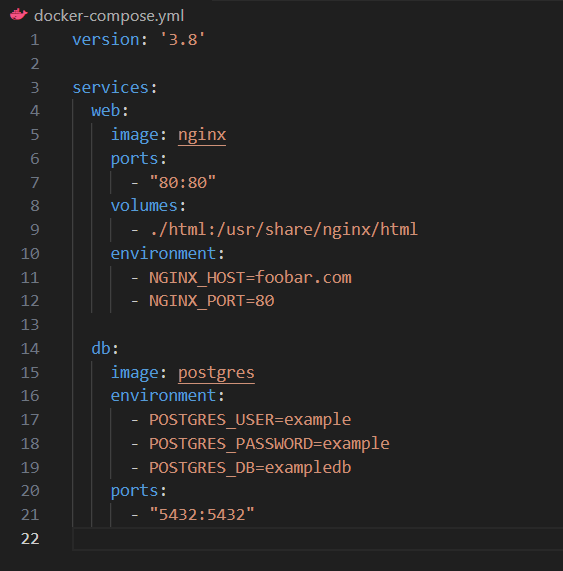 docker-compose.yml
1 version: '3.8'
2
3 services:
4   web:
5     image: nginx
6     ports:
7       - "80:80"
8     volumes:
9       - ./html:/usr/share/nginx/html
10     environment:
11       - NGINX_HOST=foobar.com
12       - NGINX_PORT=80
13
14   db:
15     image: postgres
16     environment:
17       - POSTGRES_USER=example
18       - POSTGRES_PASSWORD=example
19       - POSTGRES_DB=exampledb
20     ports:
21       - "5432:5432"
22